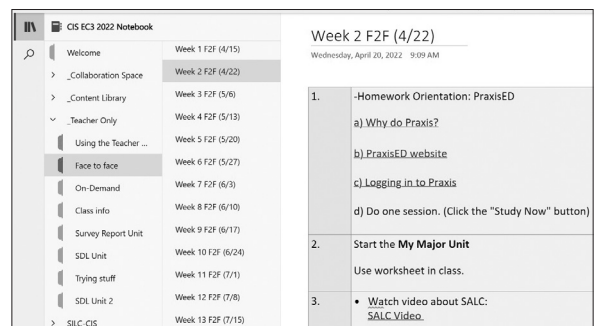 CIS EC3 2022 Notebook
Welcome
_Collaboration Space
_Content Library
_Teacher Only
Using the Teacher ...
Face to face
On-Demand
Class info
Survey Report Unit
SDL Unit
Trying stuff
SDL Unit 2
SILC-CIS
Week 1 F2F (4/15)
Week 2 F2F (4/22)
Week 3 F2F (5/6)
Week 4 F2F (5/13)
Week 5 F2F (5/20)
Week 6 F2F (5/27)
Week 7 F2F (6/3)
Week 8 F2F (6/10)
Week 9 F2F (6/17)
Week 10 F2F (6/24)
Week 11 F2F (7/1)
Week 12 F2F (7/8)
Week 13 F2F (7/15)
Week 2 F2F (4/22)
Wednesday, April 20, 2022 9:09 AM
1. -Homework Orientation: PraxisED
a) Why do Praxis?
b) PraxisED website
c) Logging in to Praxis
d) Do one session. (Click the "Study Now" button)
2. Start the My Major Unit
Use worksheet in class.
3. • Watch video about SALC:
SALC Video